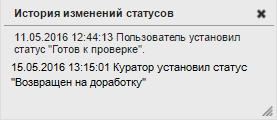 История изменений статусов
11.05.2016 12:44:13 Пользователь установил
статус "Готов к проверке".
15.05.2016 13:15:01 Куратор установил статус
"Возвращен на доработку"